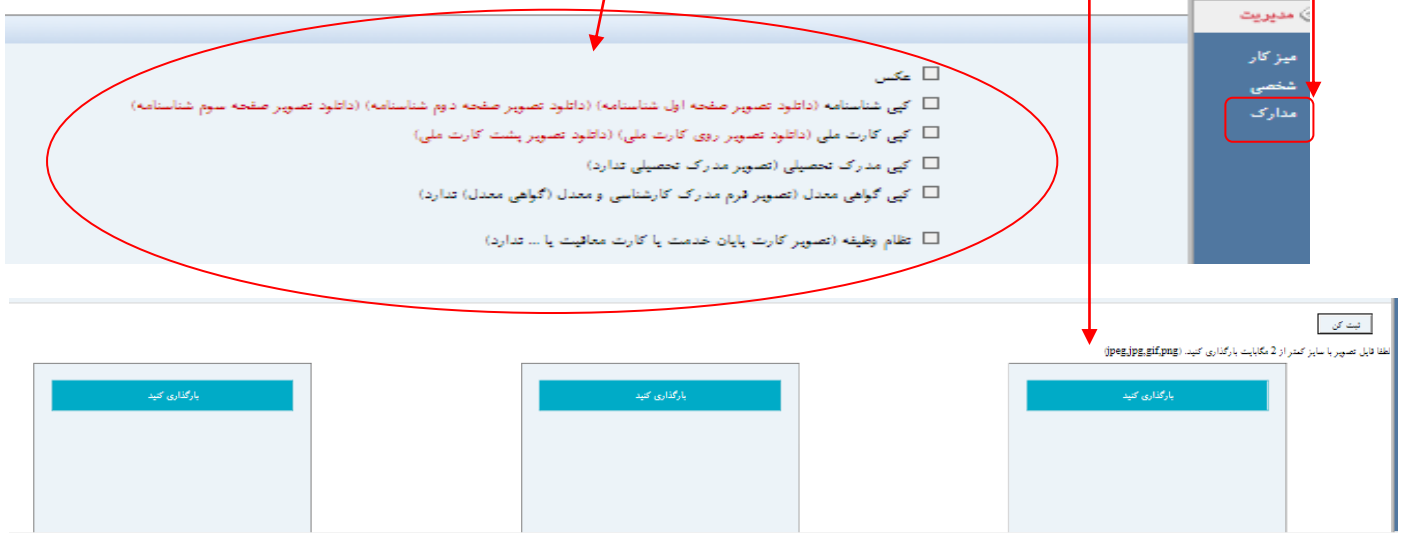 مدیریت
میز کار
شخصی
مدارک
عکس
کپی شناسنامه (دانلود تصویر صفحه اول شناسنامه) (دانلود تصویر صفحه دوم شناسنامه) (دانلود تصویر صفحه سوم شناسنامه)
کپی کارت ملی (دانلود تصویر روی کارت ملی) (دانلود تصویر پشت کارت ملی)
کپی مدرک تحصیلی (تصویر مدرک تحصیلی ندارد)
کپی گواهی معدل (تصویر فرم مدرک کارشناسی و معدل (گواهی معدل) ندارد)
نظام وظیفه (تصویر کارت پایان خدمت یا کارت معافیت یا ... ندارد)
ثبت کن
لطفا فایل تصویر با سایز کمتر از 2 مگابایت بارگذاری کنید. (jpeg,jpg,gif,png)
بارگذاری کنید
بارگذاری کنید
بارگذاری کنید